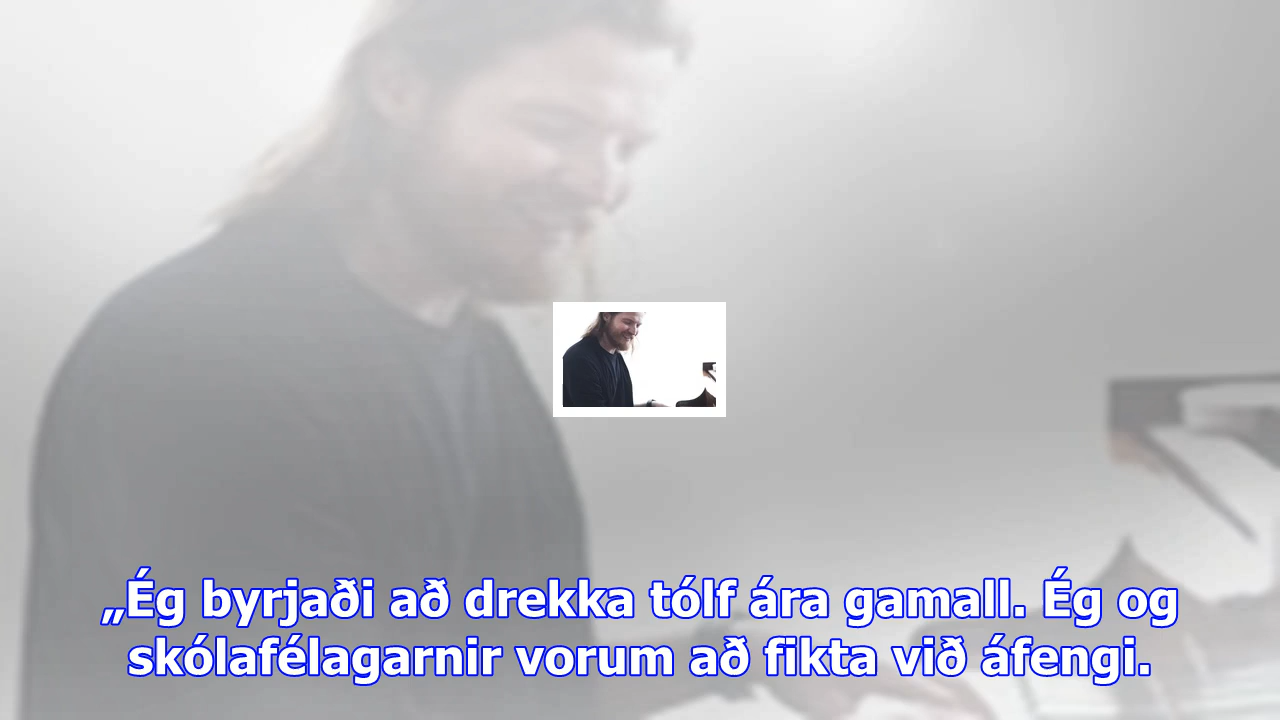 „Ég byrjaði að drekka tólf ára gamall. Ég og
skólafélagarnir vorum að fikta við áfengi.